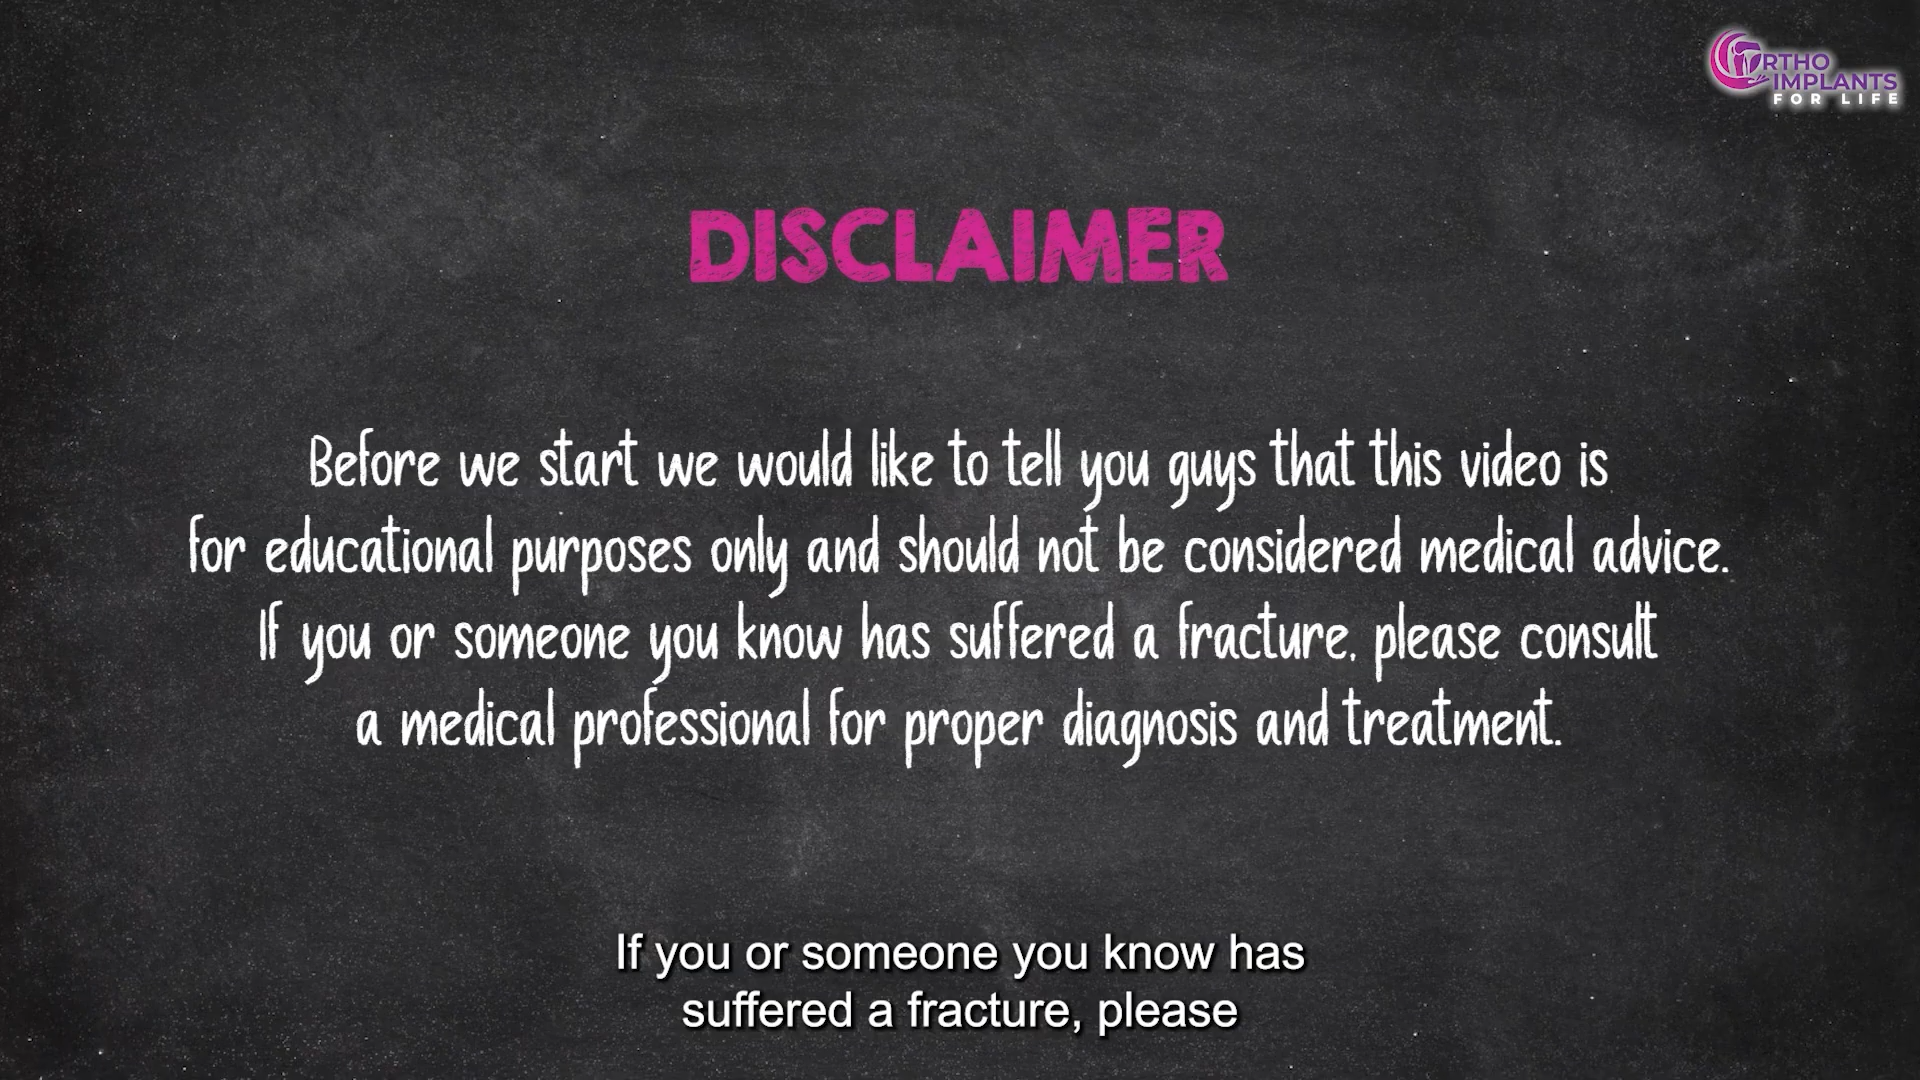 ORTHO
IMPLANTS
FOR LIFE
DISCLAIMER
Before we start we would like to tell you guys that this video is
for educational purposes only and should not be considered medical advice.
If you or someone you know has suffered a fracture, please consult
a medical professional for proper diagnosis and treatment.
If you or someone you know has
suffered a fracture, please